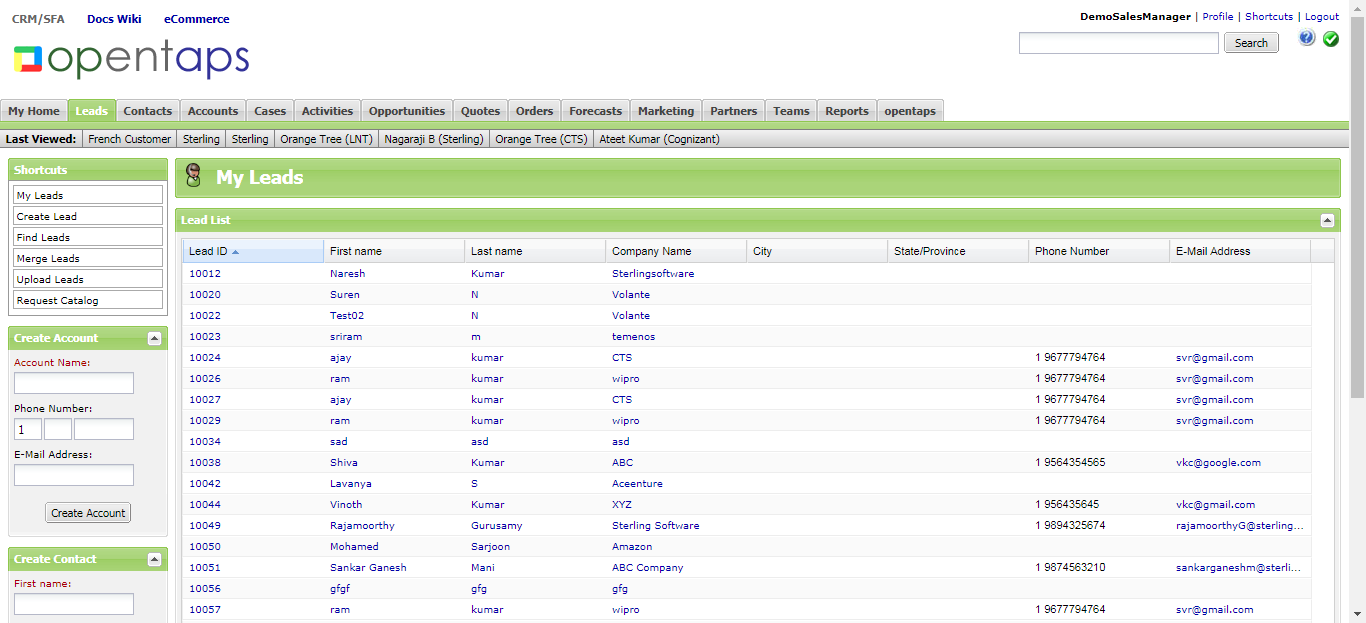 CRM/SFA Docs Wiki eCommerce
DemoSalesManager | Profile | Shortcuts | Logout
opentaps
Search
My Home Leads Contacts Accounts Cases Activities Opportunities Quotes Orders Forecasts Marketing Partners Teams Reports opentaps
Last Viewed: French Customer Sterling Sterling Orange Tree (LNT) Nagaraji B (Sterling) Orange Tree (CTS) Ateet Kumar (Cognizant)
Shortcuts
My Leads
Create Lead
Find Leads
Merge Leads
Upload Leads
Request Catalog
Create Account
Account Name:
Phone Number:
1
E-Mail Address:
Create Account
Create Contact
First name:
My Leads
Lead List
Lead ID First name Last name Company Name City State/Province Phone Number E-Mail Address
10012 Naresh Kumar Sterlingsoftware
10020 Suren N Volante
10022 Test02 N Volante
10023 sriram m temenos
10024 ajay kumar CTS 1 9677794764 svr@gmail.com
10026 ram kumar wipro 1 9677794764 svr@gmail.com
10027 ajay kumar CTS 1 9677794764 svr@gmail.com
10029 ram kumar wipro 1 9677794764 svr@gmail.com
10034 sad asd asd
10038 Shiva Kumar ABC 1 9564354565 vkc@google.com
10042 Lavanya S Aceenture
10044 Vinoth Kumar XYZ 1 956435645 vkc@gmail.com
10049 Rajamoorthy Gurusamy Sterling Software 1 9894325674 rajamoorthyG@sterling...
10050 Mohamed Sarjoon Amazon
10051 Sankar Ganesh Mani ABC Company 1 9874563210 sankarganeshm@sterli...
10056 gfgf gfg gfg
10057 ram kumar wipro 1 9677794764 svr@gmail.com